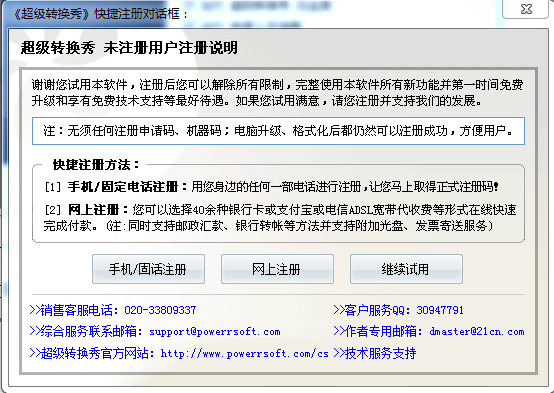 《超级转换秀》快捷注册对话框:
超级转换秀 未注册用户注册说明
谢谢您试用本软件,注册后您可以解除所有限制,完整使用本软件所有新功能并第一时间免费
升级和享有免费技术支持等最好待遇。如果您试用满意,请您注册并支持我们的发展。
注:无须任何注册申请码、机器码;电脑升级、格式化后都仍然可以注册成功,方便用户。
快捷注册方法:
[1] 手机/固定电话注册:用您身边的任何一部电话进行注册,让您马上取得正式注册码!
[2] 网上注册:您可以选择40余种银行卡或支付宝或电信ADSL宽带代收费等形式在线快速
完成付款。(注:同时支持邮政汇款、银行转帐等方法并支持附加光盘、发票寄送服务)
手机/固话注册 网上注册 继续试用
>>销售客服电话:020-33809337 >>客户服务QQ:30947791
>>综合服务联系邮箱:support@powerrsoft.com >>作者专用邮箱:dmaster@21cn.com
>>超级转换秀官方网站:http://www.powerrsoft.com/cs >>技术服务支持